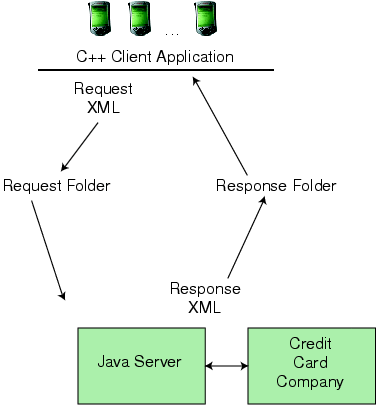 ...
C++ Client Application
Request
XML
Request Folder
Response Folder
Response
XML
Java Server
Credit
Card
Company